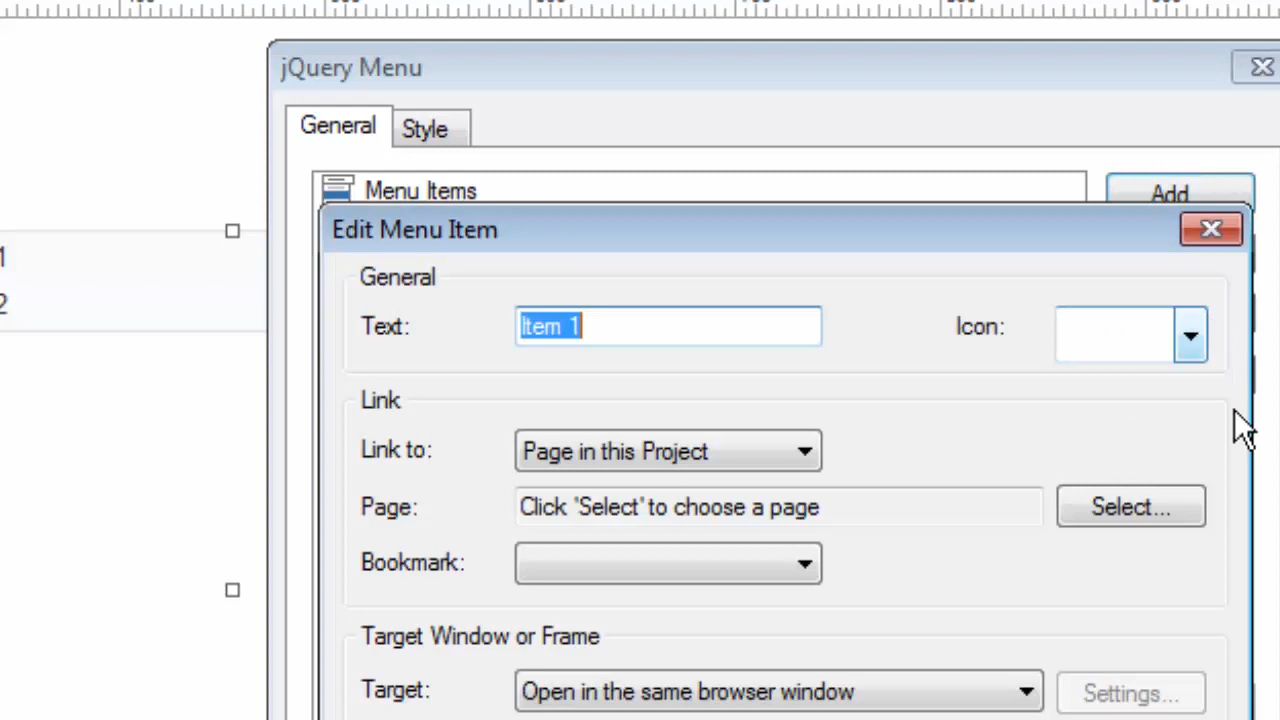 jQuery Menu
General Style
Menu Items Add
1
2
Edit Menu Item
General
Text: Item 1 Icon:
Link
Link to: Page in this Project
Page: Click 'Select' to choose a page Select...
Bookmark:
Target Window or Frame
Target: Open in the same browser window Settings...